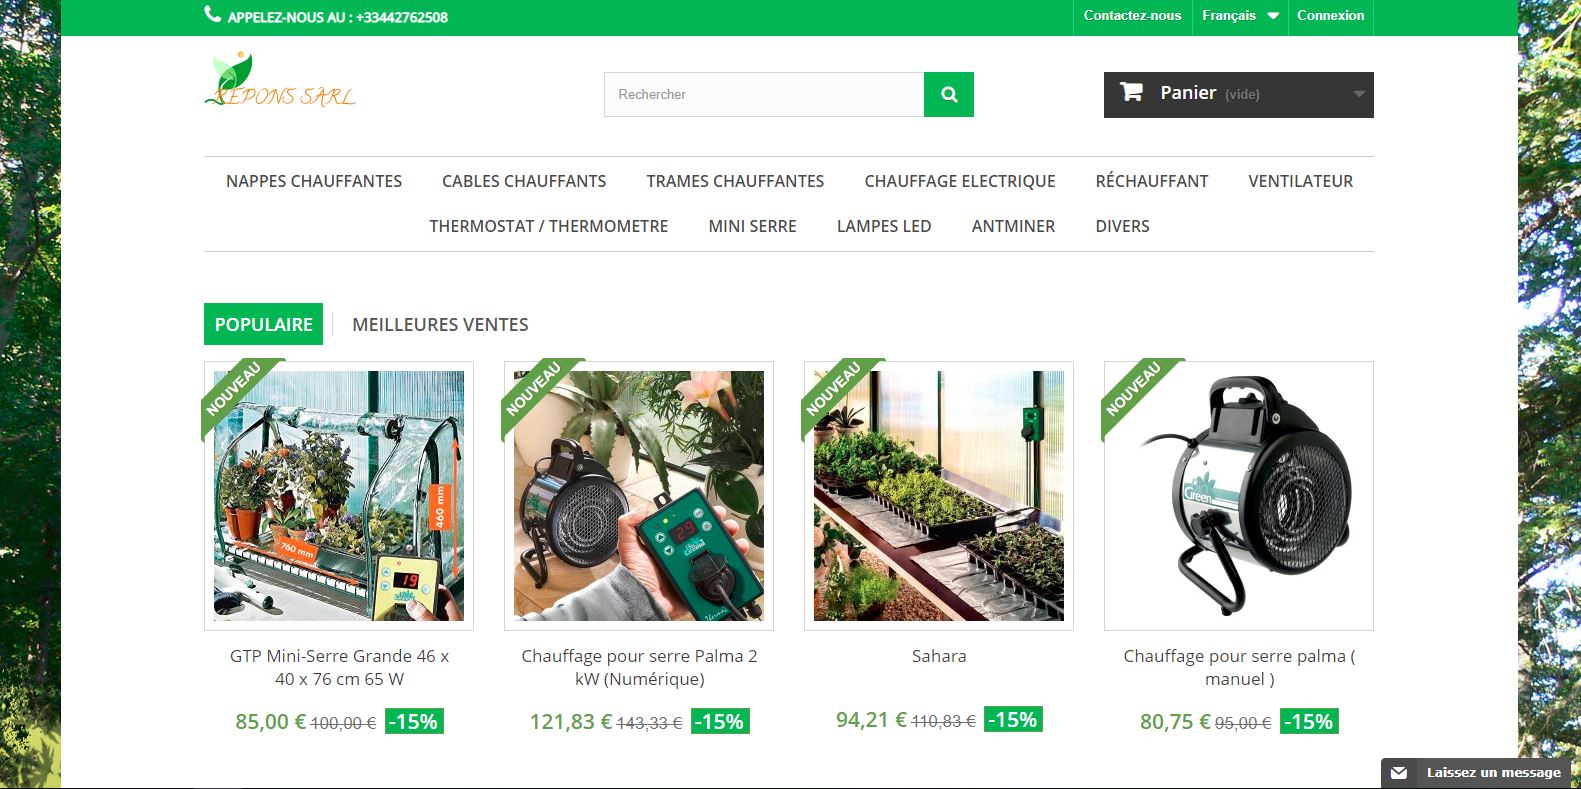 APPELEZ-NOUS AU : +33442762508
Contactez-nous
Français
Connexion
REPONS SARL
Rechercher
Panier (vide)
NAPPES CHAUFFANTES
CABLES CHAUFFANTS
TRAMES CHAUFFANTES
CHAUFFAGE ELECTRIQUE
RÉCHAUFFANT
VENTILATEUR
THERMOSTAT / THERMOMETRE
MINI SERRE
LAMPES LED
ANTMINER
DIVERS
POPULAIRE
MEILLEURES VENTES
NOUVEAU
460 mm
760 mm
19
GTP Mini-Serre Grande 46 x
40 x 76 cm 65 W
85,00 € 100,00 € -15%
NOUVEAU
29
Chauffage pour serre Palma 2
kW (Numérique)
121,83 € 143,33 € -15%
NOUVEAU
Sahara
94,21 € 110,83 € -15%
NOUVEAU
Green
Chauffage pour serre palma (
manuel )
80,75 € 95,00 € -15%
Laissez un message